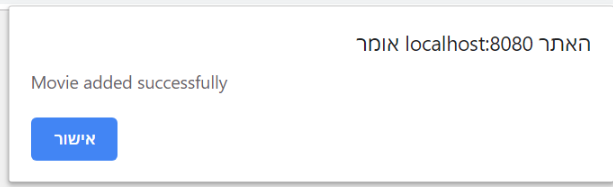 האתר localhost:8080 אומר
Movie added successfully
אישור